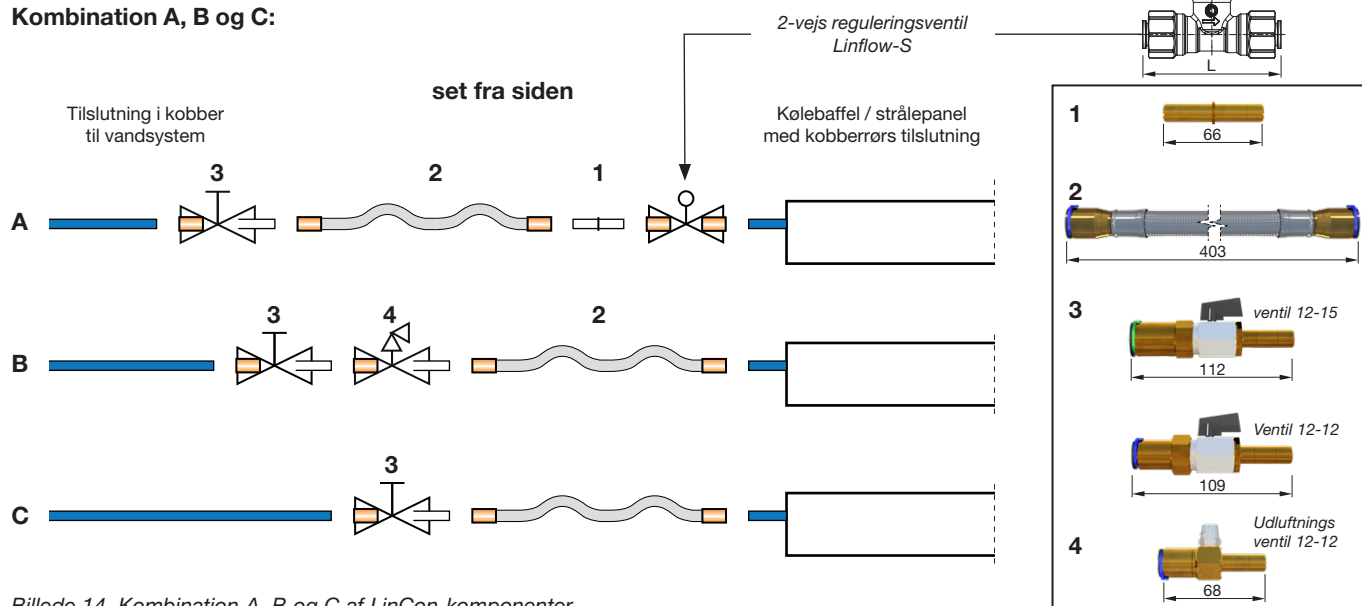 Kombination A, B og C:
2-vejs reguleringsventil
Linflow-S
L
set fra siden
Tilslutning i kobber
til vandsystem
Kølebaffel / strålepanel
med kobberrørs tilslutning
3
2
1
A
3
4
2
B
3
C
1
66
2
403
3
ventil 12-15
112
Ventil 12-12
109
Udluftnings
ventil 12-12
4
68
Billede 14. Kombination A, B og C af LinCon-komponenter